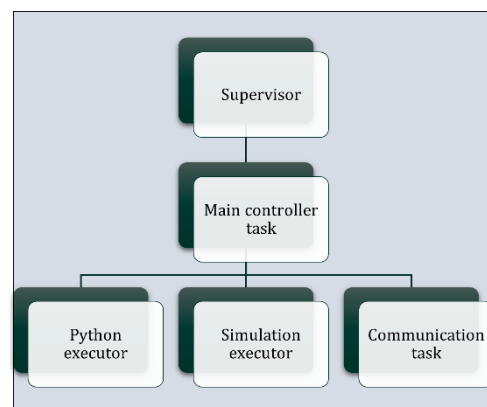 Supervisor
Main controller
task
Python
executor
Simulation
executor
Communication
task